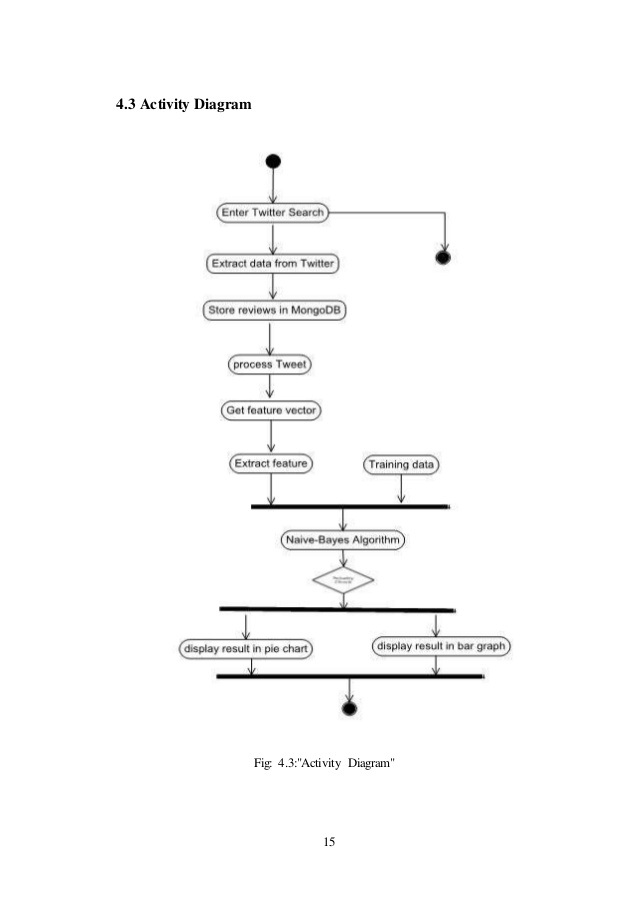 4.3 Activity Diagram
Enter Twitter Search
Extract data from Twitter
Store reviews in MongoDB
process Tweet
Get feature vector
Extract feature
Training data
Naive-Bayes Algorithm
display result in pie chart
display result in bar graph
Fig: 4.3:"Activity Diagram"
15